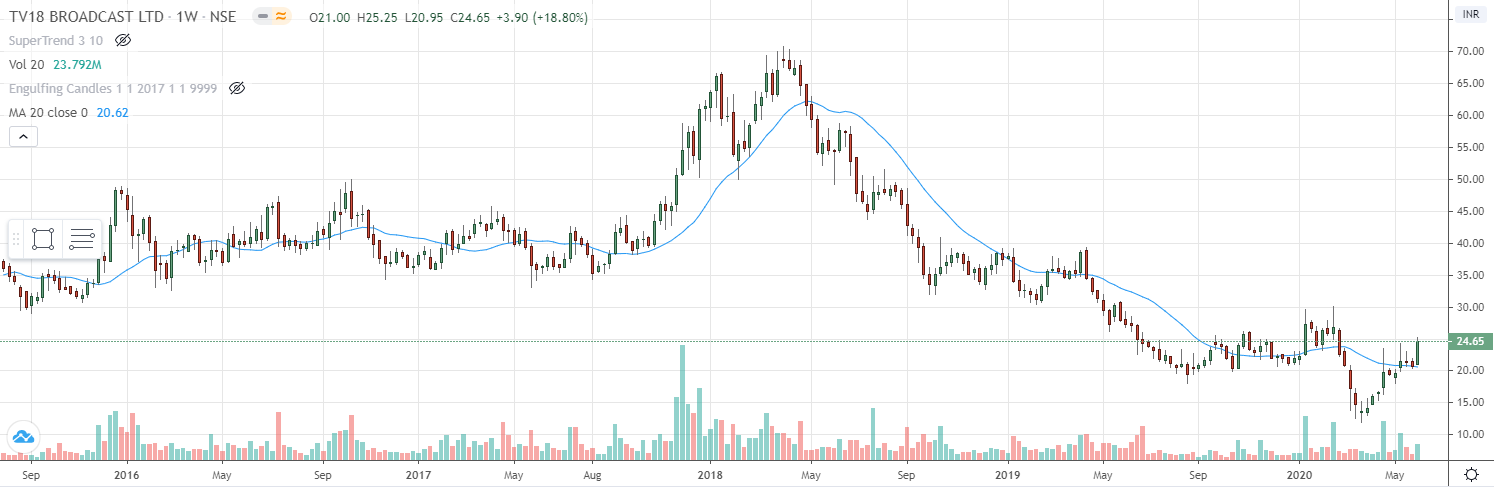 TV18 BROADCAST LTD · 1W · NSE O21.00 H25.25 L20.95 C24.65 +3.90 (+18.80%)
INR
SuperTrend 3 10
Vol 20 23.792M
Engulfing Candles 1 1 2017 1 1 9999
MA 20 close 0 20.62
70.00
65.00
60.00
55.00
50.00
45.00
40.00
35.00
30.00
24.65
20.00
15.00
10.00
Sep 2016 May Sep 2017 May Aug 2018 May Sep 2019 May Sep 2020 May